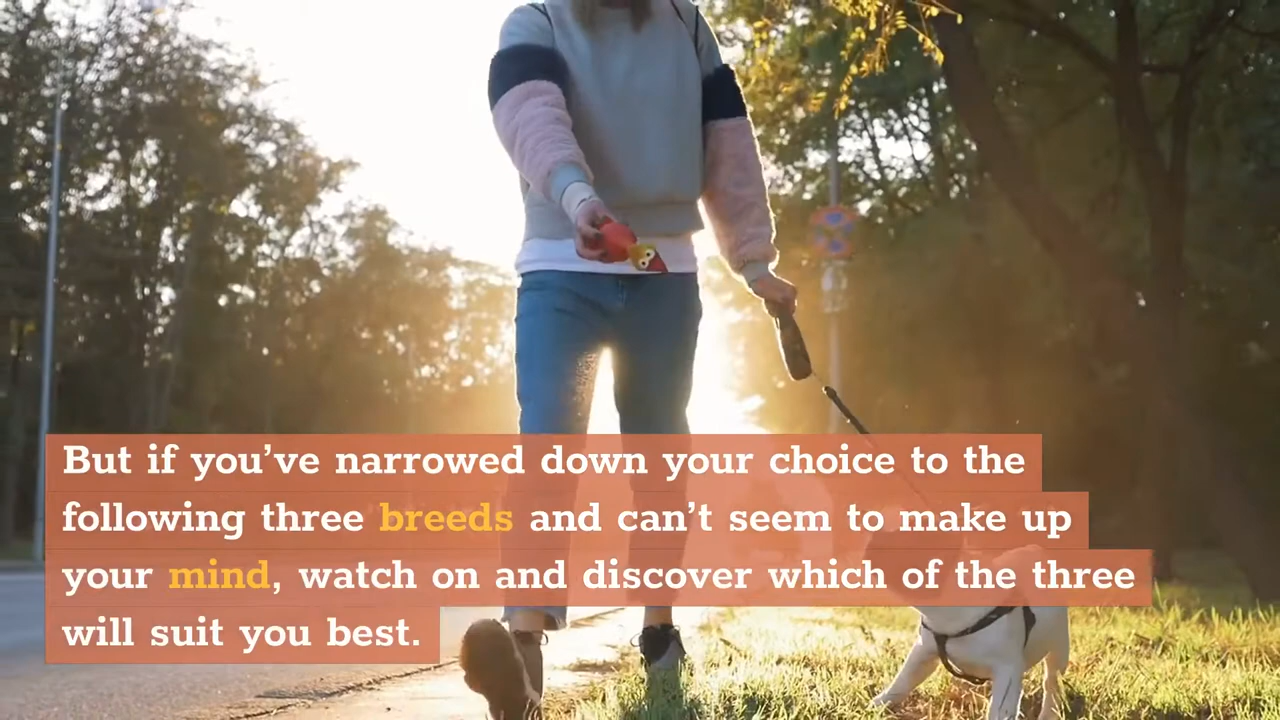 But if you’ve narrowed down your choice to the
following three breeds and can’t seem to make up
your mind, watch on and discover which of the three
will suit you best.